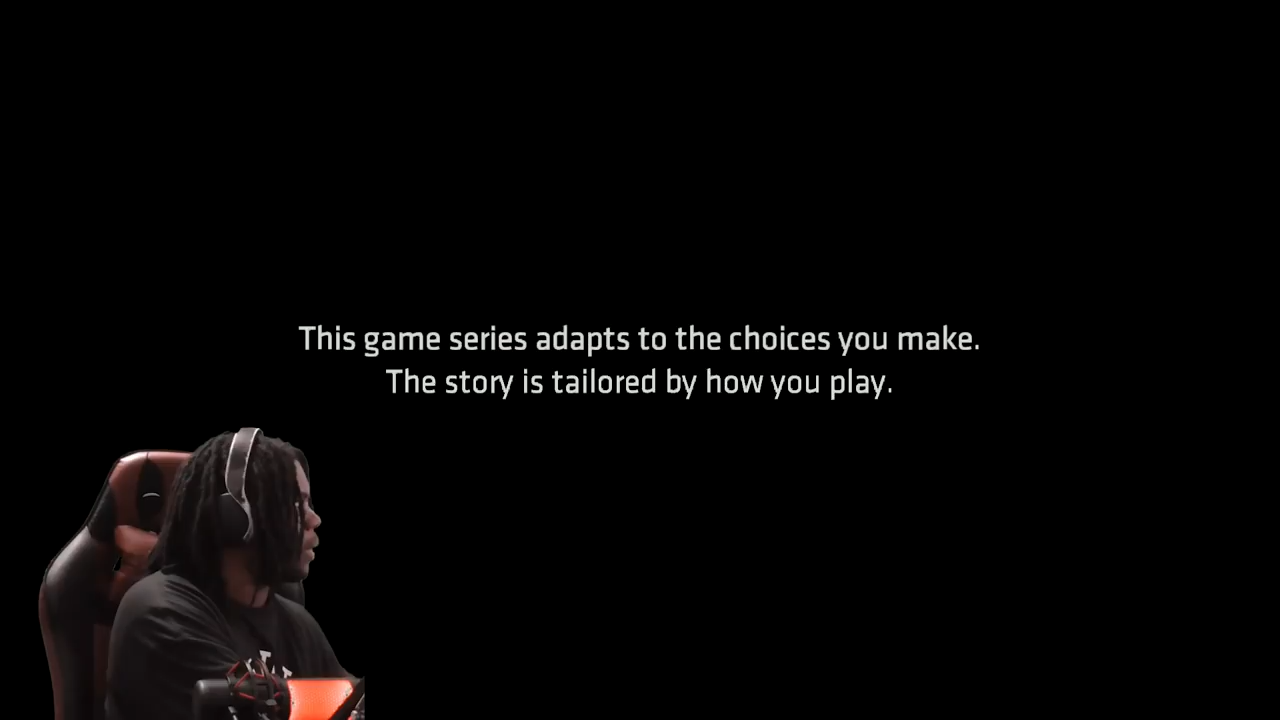 This game series adapts to the choices you make.
The story is tailored by how you play.